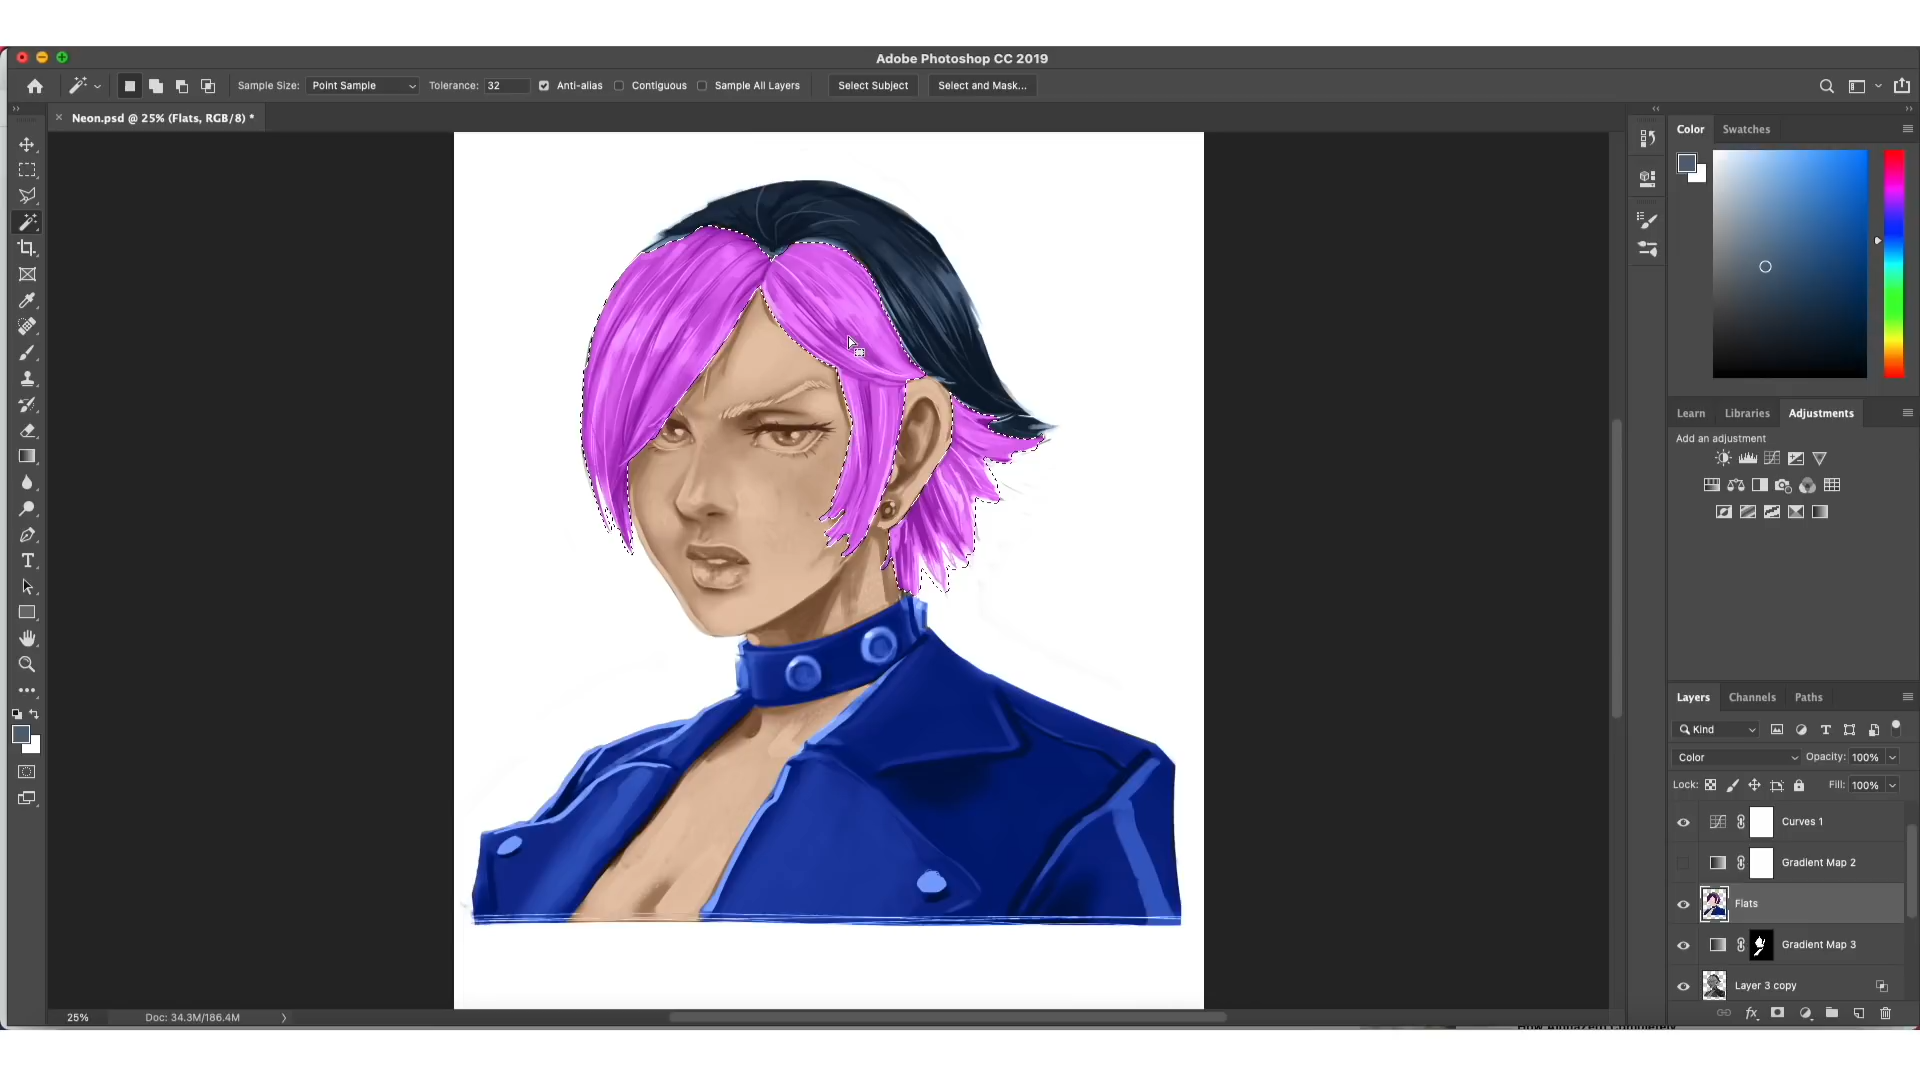 Adobe Photoshop CC 2019
Sample Size: Point Sample Tolerance: 32 Anti-alias Contiguous Sample All Layers Select Subject Select and Mask...
Neon.psd @ 25% (Flats, RGB/8) *
Color Swatches
Learn Libraries Adjustments
Add an adjustment
Layers Channels Paths
Kind
Color Opacity: 100%
Lock: Fill: 100%
Curves 1
Gradient Map 2
Flats
Gradient Map 3
Layer 3 copy
fx
25% Doc: 34.3M/186.4M